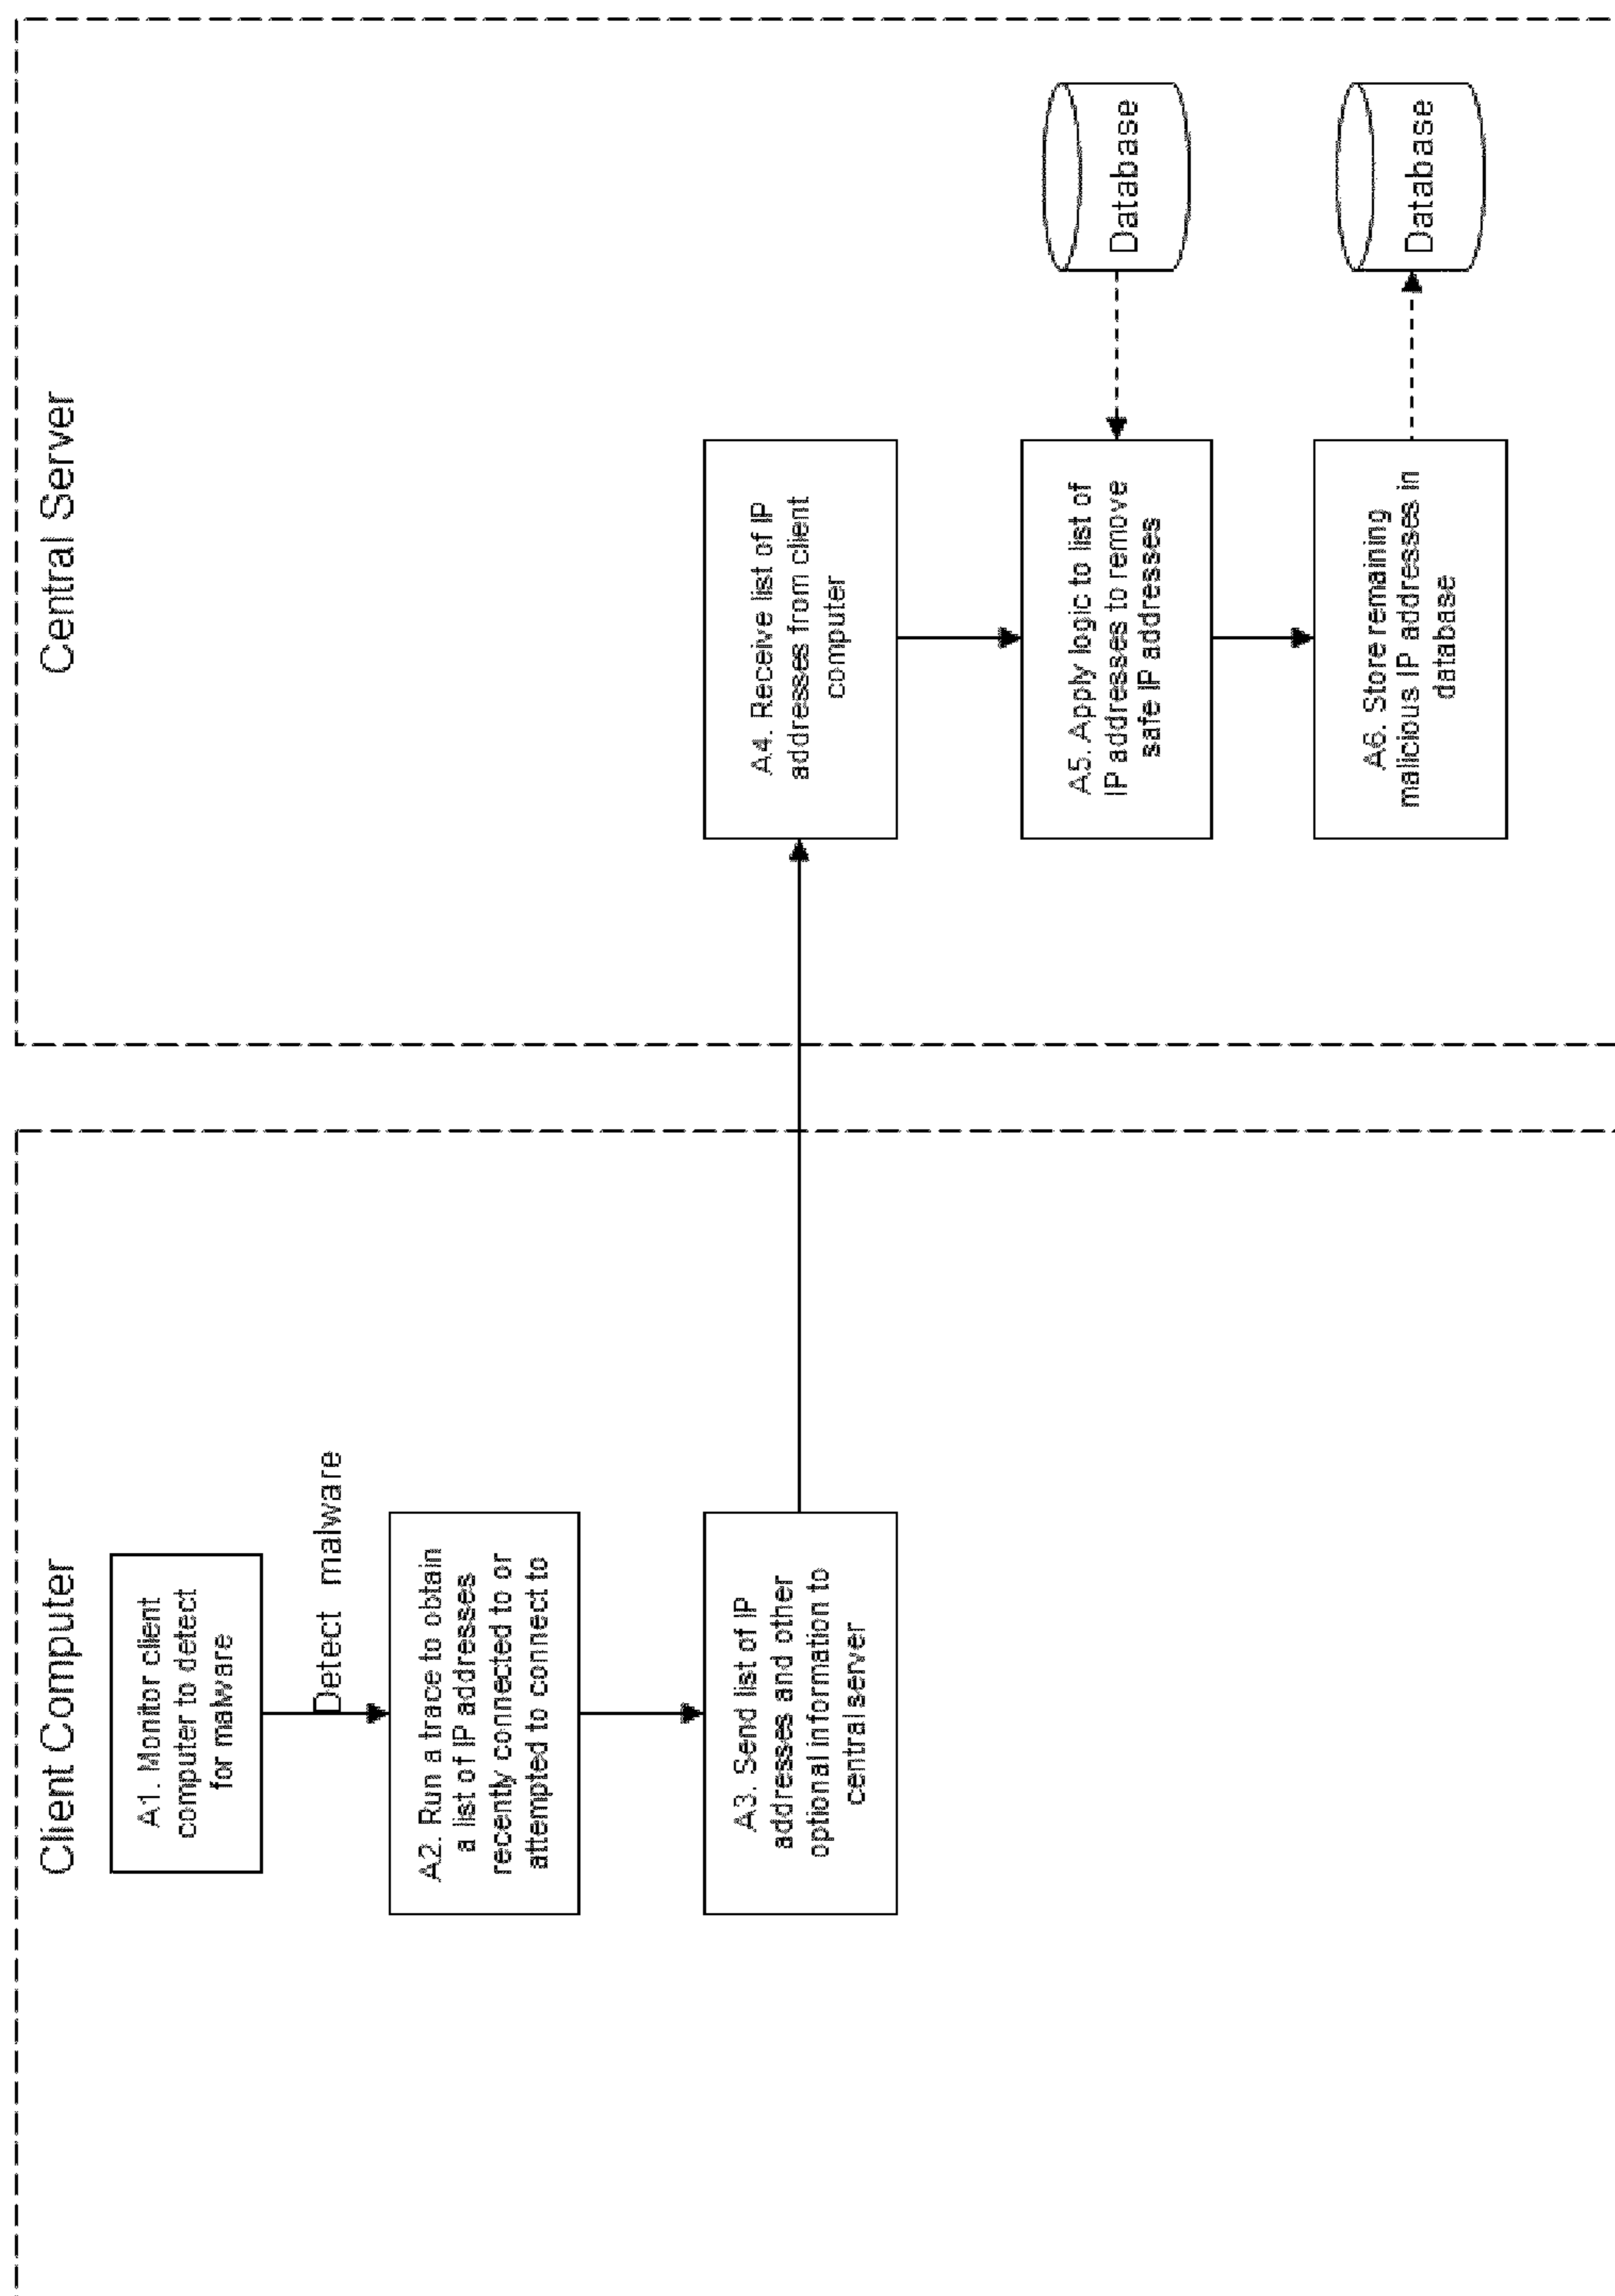 Client Computer
A1. Monitor client
computer to detect
for malware
Detect malware
A2. Run a trace to obtain
a list of IP addresses
recently connected to or
attempted to connect to
A3. Send list of IP
addresses and other
optional information to
central server
Central Server
A4. Receive list of IP
addresses from client
computer
A5. Apply logic to list of
IP addresses to remove
safe IP addresses
Database
A6. Store remaining
malicious IP addresses in
database
Database